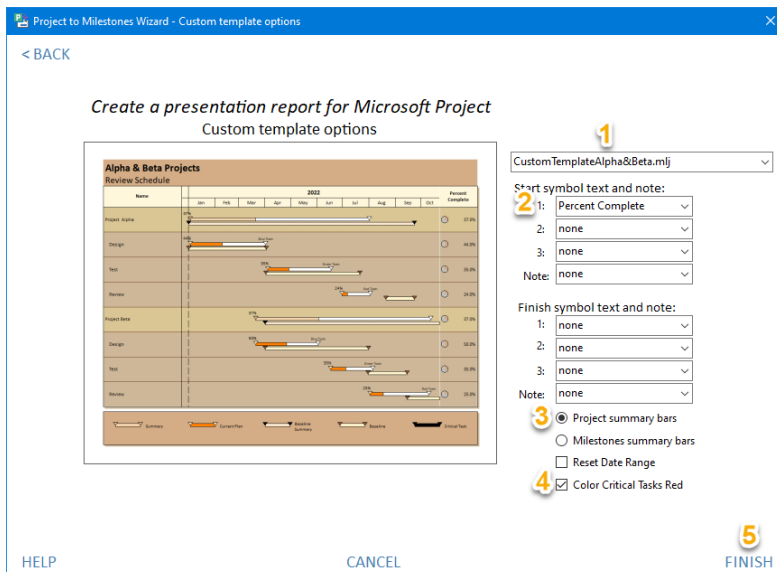 Project to Milestones Wizard - Custom template options
< BACK
Create a presentation report for Microsoft Project
Custom template options
1
CustomTemplateAlpha&Beta.mlj
Start symbol text and note:
2
1: Percent Complete
2: none
3: none
Note: none
Finish symbol text and note:
1: none
2: none
3: none
Note: none
3
Project summary bars
Milestones summary bars
Reset Date Range
4
Color Critical Tasks Red
Alpha & Beta Projects
Review Schedule
Name
2022
Percent
Complete
Jan Feb Mar Apr May Jun Jul Aug Sep Oct
Project Alpha
Design
Test
Review
Project Beta
Design
Test
Review
Summary
Current Plan
Baseline
Summary
Baseline
Critical Task
5
HELP
CANCEL
FINISH